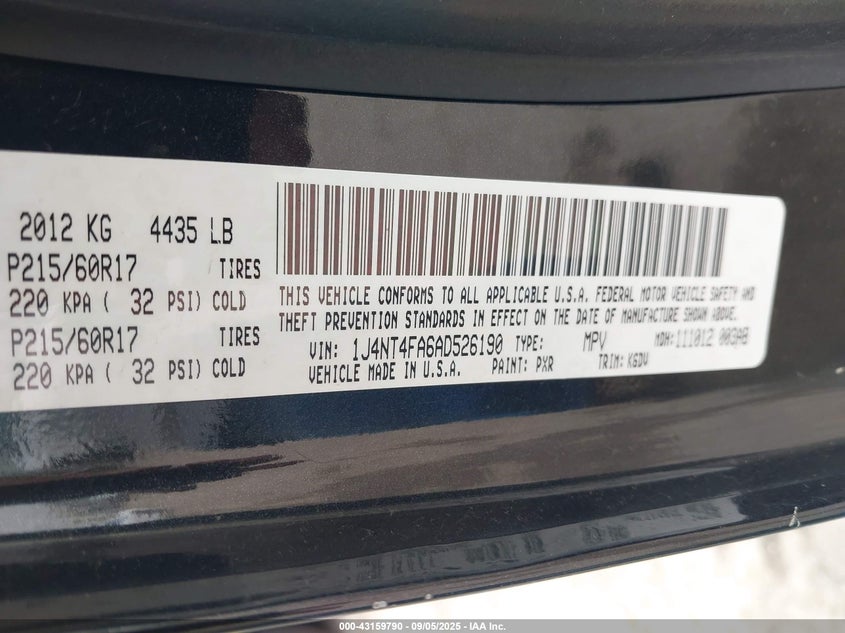 2012 KG 4435 LB
P215/60R17 TIRES
220 KPA ( 32 PSI) COLD
P215/60R17 TIRES
220 KPA ( 32 PSI) COLD
THIS VEHICLE CONFORMS TO ALL APPLICABLE U.S.A. FEDERAL MOTOR VEHICLE SAFETY AND
THEFT PREVENTION STANDARDS IN EFFECT ON THE DATE OF MANUFACTURE SHOWN ABOVE.
VIN: 1J4NT4FA6AD526190 TYPE: MPV MDH:111012 003AB
VEHICLE MADE IN U.S.A. PAINT: PXR TRIM: K6DV
000-43159790 - 09/05/2025 - IAA Inc.